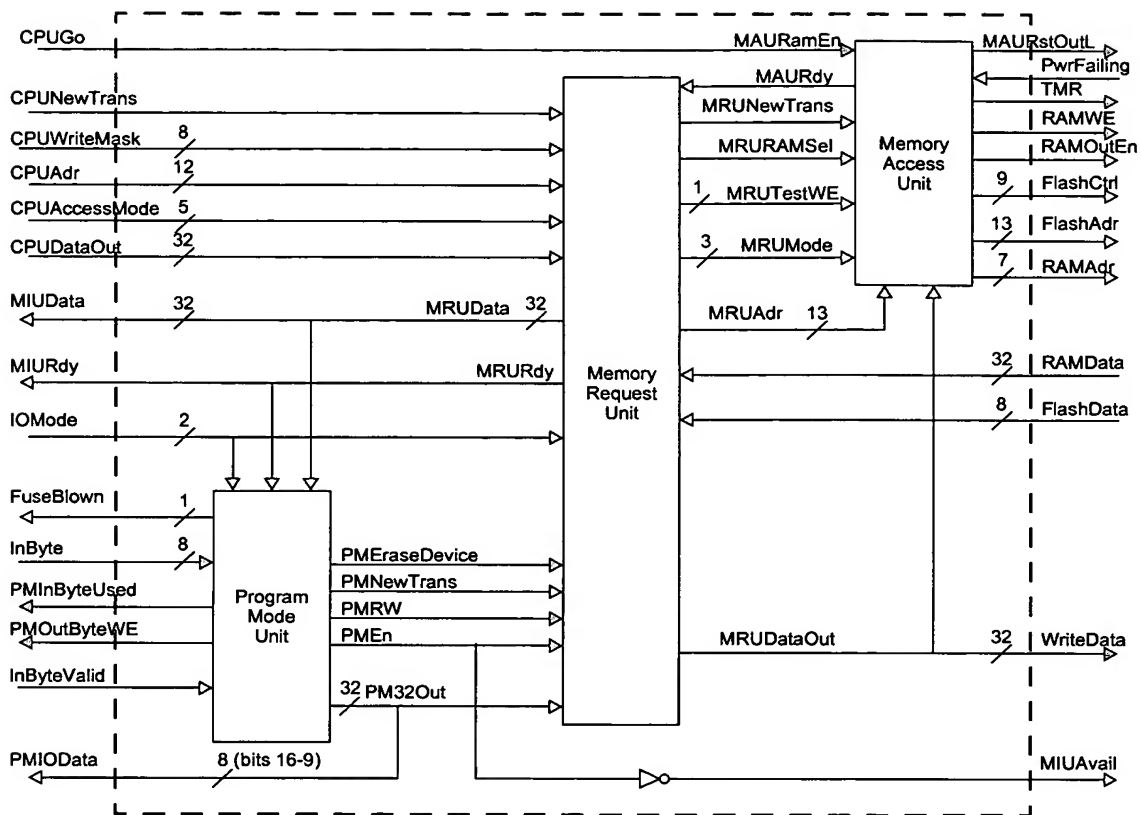 CPUGo
MAURamEn
MAURstOutL
MAURdy
PwrFailing
CPUNewTrans
MRUNewTrans
TMR
CPUWriteMask
8
MRURAMSel
RAMWE
Memory
Access
Unit
RAMOutEn
CPUAdr
12
1
MRUTestWE
9
FlashCtrl
CPUAccessMode
5
CPUDataOut
32
3
MRUMode
13
FlashAdr
7
RAMAdr
MIUData
32
MRUData
32
MRUAdr
13
MIURdy
MRURdy
Memory
Request
Unit
32
RAMData
IOMode
2
8
FlashData
FuseBlown
1
InByte
8
PMEraseDevice
PMInByteUsed
Program
Mode
Unit
PMNewTrans
PMRW
PMOutByteWE
PMEn
MRUDataOut
32
WriteData
InByteValid
32
PM32Out
PMIOData
8 (bits 16-9)
MIUAvail